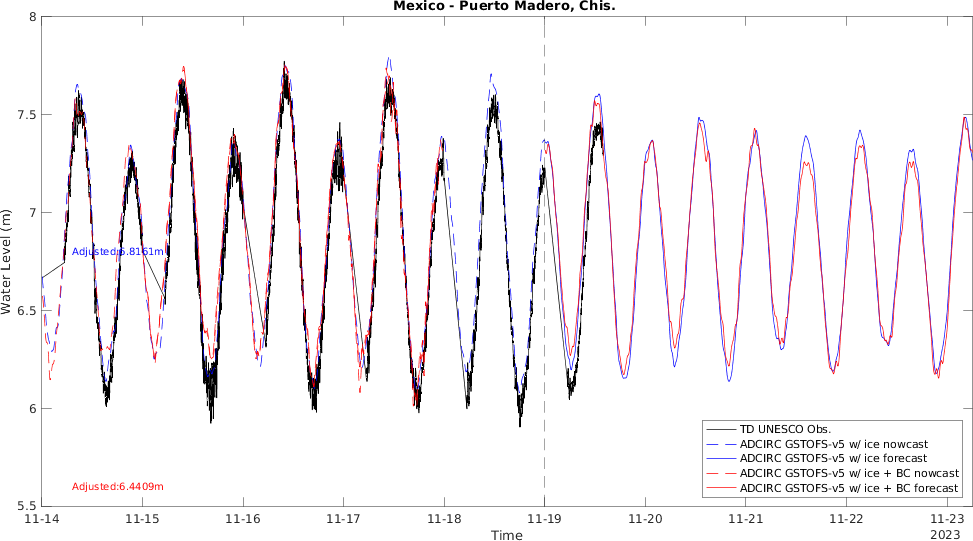 Mexico - Puerto Madero, Chis.
8
7.5
7
6.5
6
5.5
Water Level (m)
Adjusted:6.8161m
Adjusted:6.4409m
TD UNESCO Obs.
ADCIRC GSTOFS-v5 w/ ice nowcast
ADCIRC GSTOFS-v5 w/ ice forecast
ADCIRC GSTOFS-v5 w/ ice + BC nowcast
ADCIRC GSTOFS-v5 w/ ice + BC forecast
11-14 11-15 11-16 11-17 11-18 11-19 11-20 11-21 11-22 11-23
Time
2023